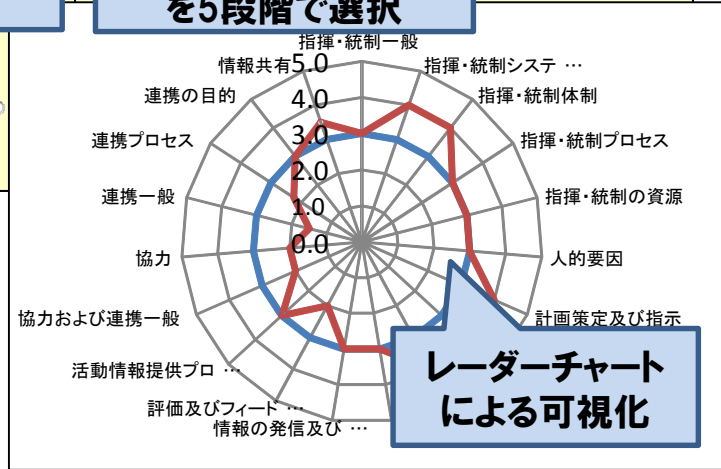 を5段階で選択
指揮・統制一般
情報共有
5.0
指揮・統制システ …
連携の目的
4.0
指揮・統制体制
連携プロセス
3.0
指揮・統制プロセス
2.0
連携一般
1.0
指揮・統制の資源
0.0
協力
人的要因
協力および連携一般
計画策定及び指示
活動情報提供プロ …
評価及びフィード …
情報の発信及び …
レーダーチャート
による可視化